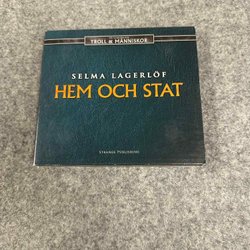 TROLL & MÄNNISKOR
SELMA LAGERLÖF
HEM OCH STAT
STRANGE PUBLISHING